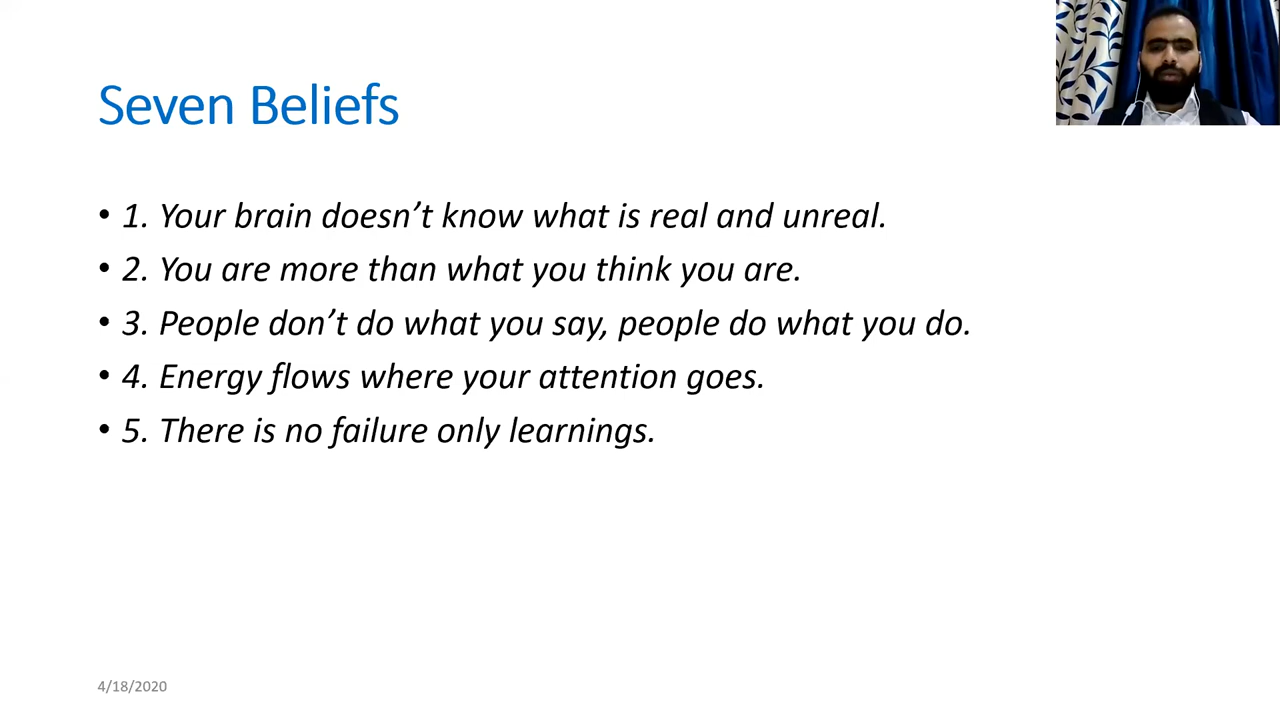 Seven Beliefs
• 1. Your brain doesn’t know what is real and unreal.
• 2. You are more than what you think you are.
• 3. People don’t do what you say, people do what you do.
• 4. Energy flows where your attention goes.
• 5. There is no failure only learnings.
4/18/2020